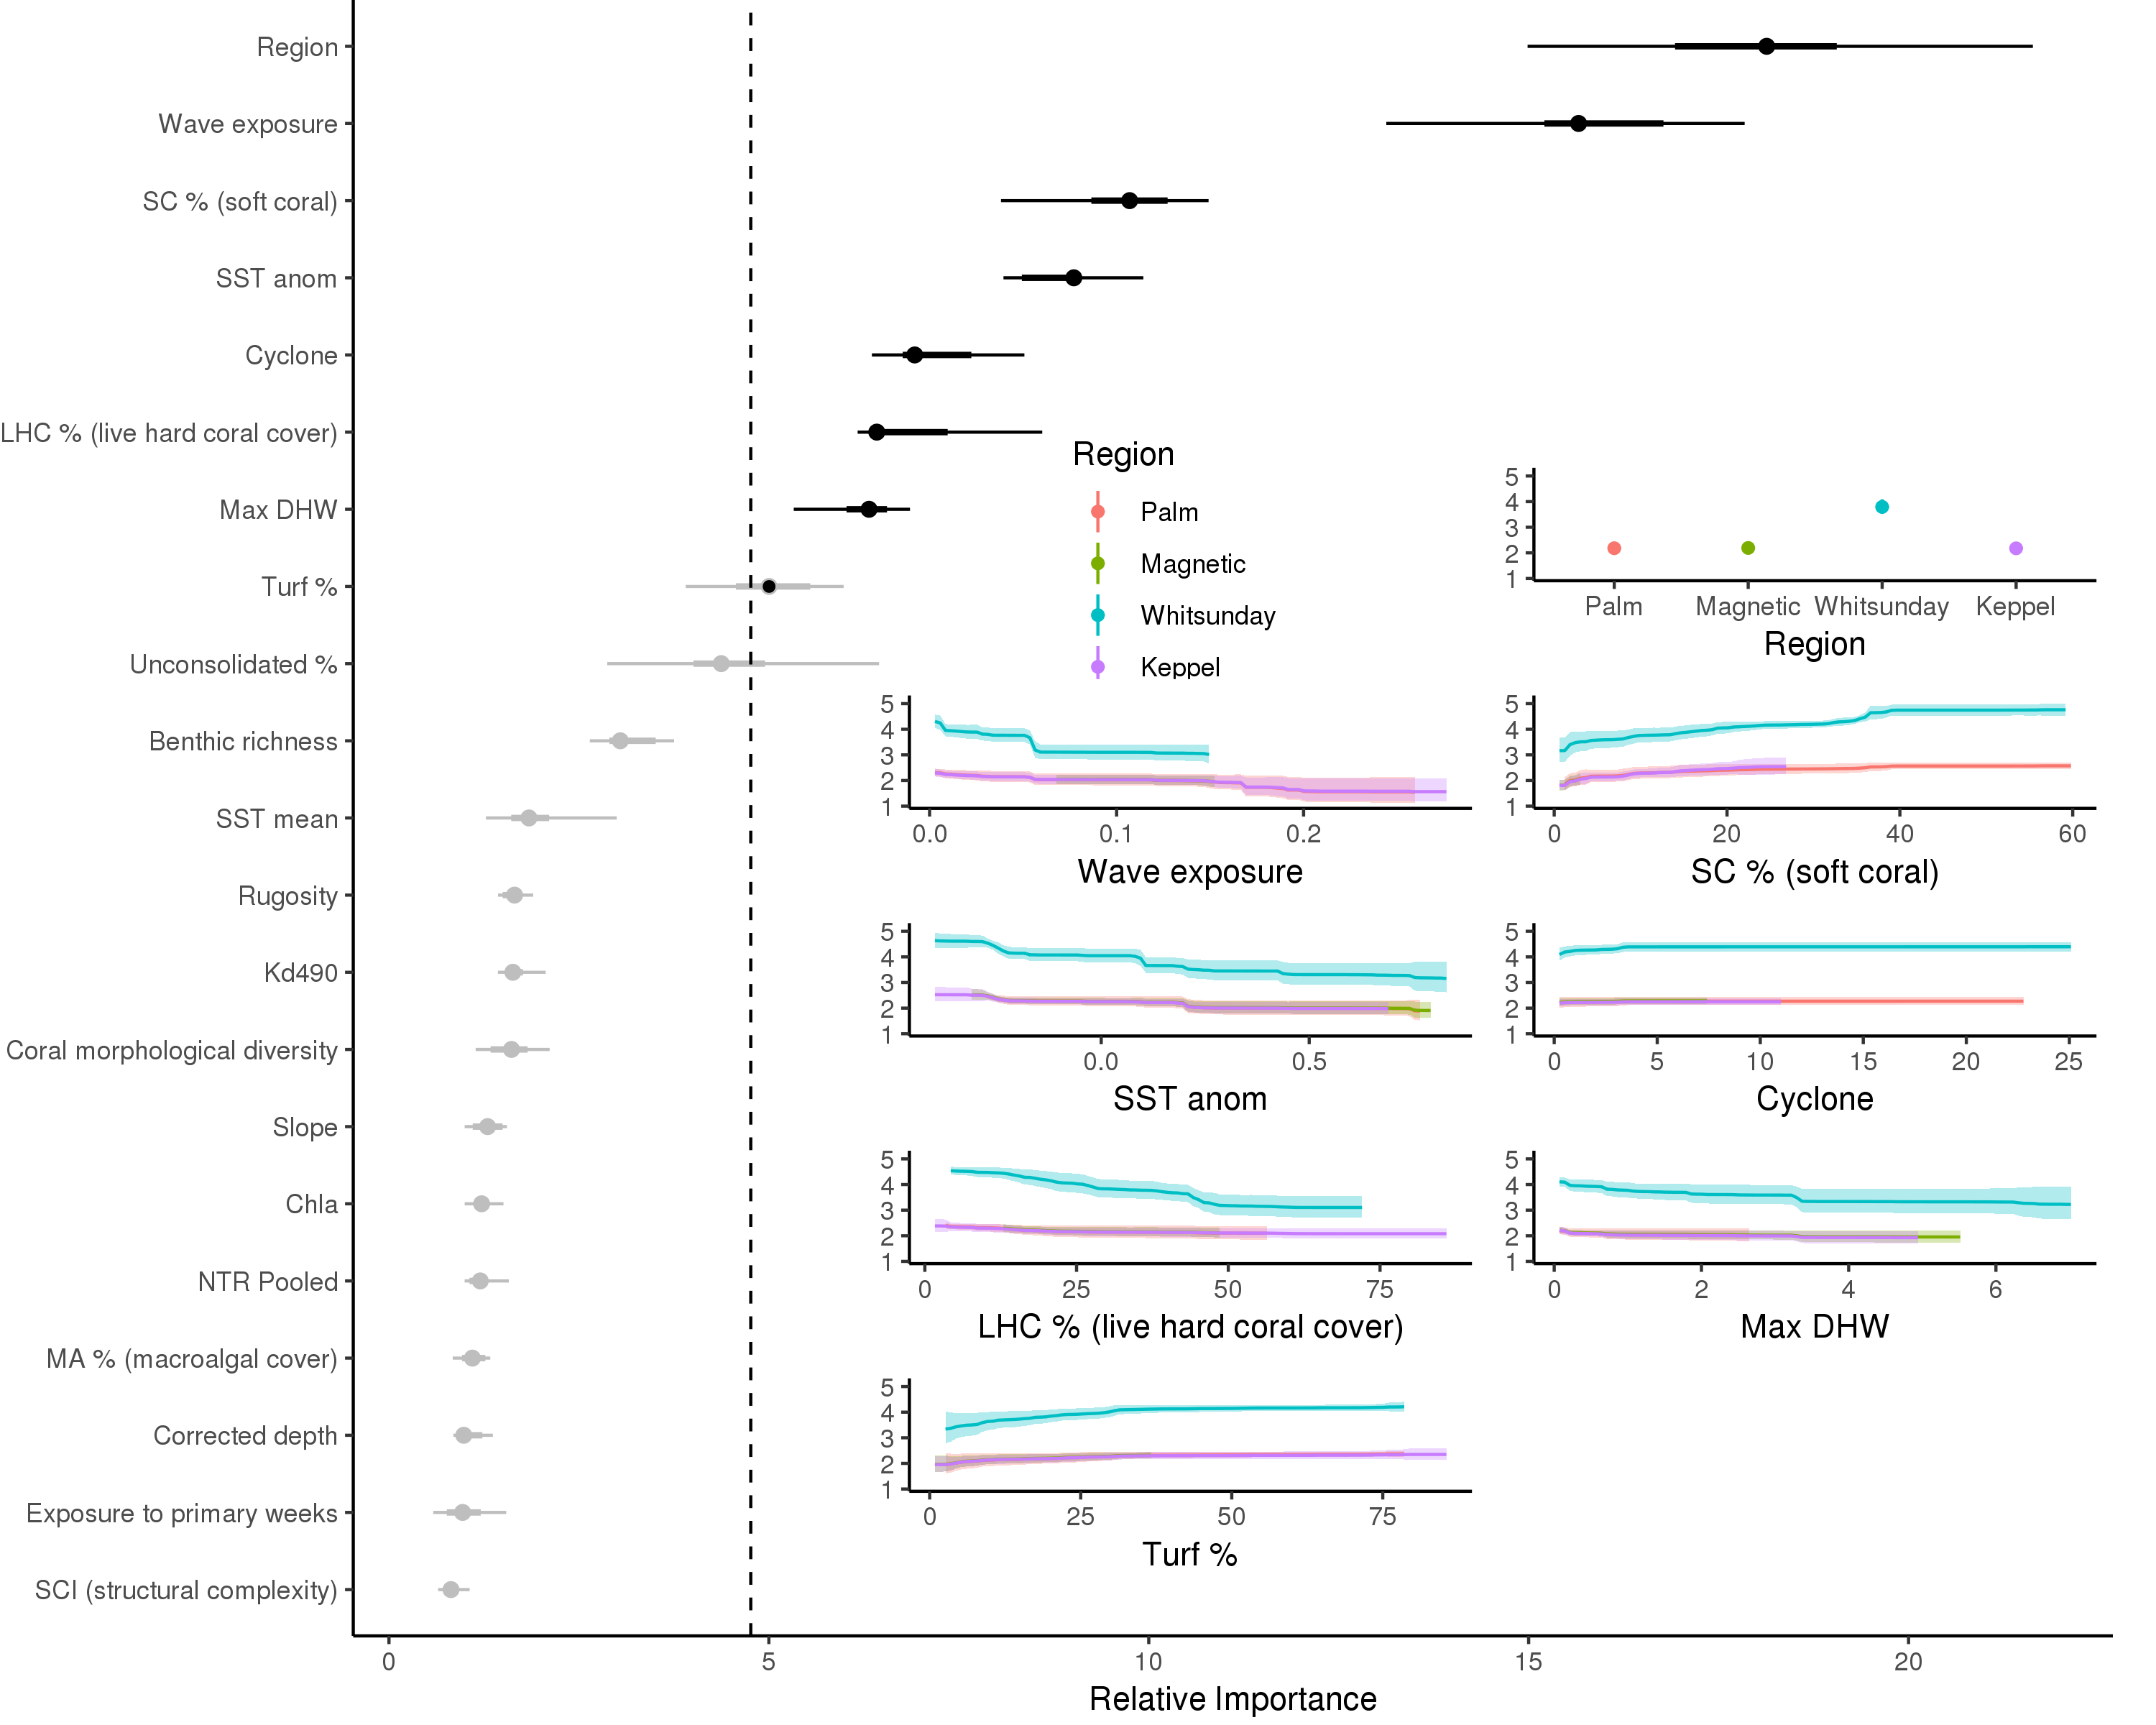 Region
Wave exposure
SC % (soft coral)
SST anom
Cyclone
LHC % (live hard coral cover)
Max DHW
Turf %
Unconsolidated %
Benthic richness
SST mean
Rugosity
Kd490
Coral morphological diversity
Slope
Chla
NTR Pooled
MA % (macroalgal cover)
Corrected depth
Exposure to primary weeks
SCI (structural complexity)
0 5 10 15 20
Relative Importance
Region
Palm
Magnetic
Whitsunday
Keppel
5
4
3
2
1
Palm Magnetic Whitsunday Keppel
Region
5
4
3
2
1
0.0 0.1 0.2
Wave exposure
5
4
3
2
1
0 20 40 60
SC % (soft coral)
5
4
3
2
1
0.0 0.5
SST anom
5
4
3
2
1
0 5 10 15 20 25
Cyclone
5
4
3
2
1
0 25 50 75
LHC % (live hard coral cover)
5
4
3
2
1
0 2 4 6
Max DHW
5
4
3
2
1
0 25 50 75
Turf %